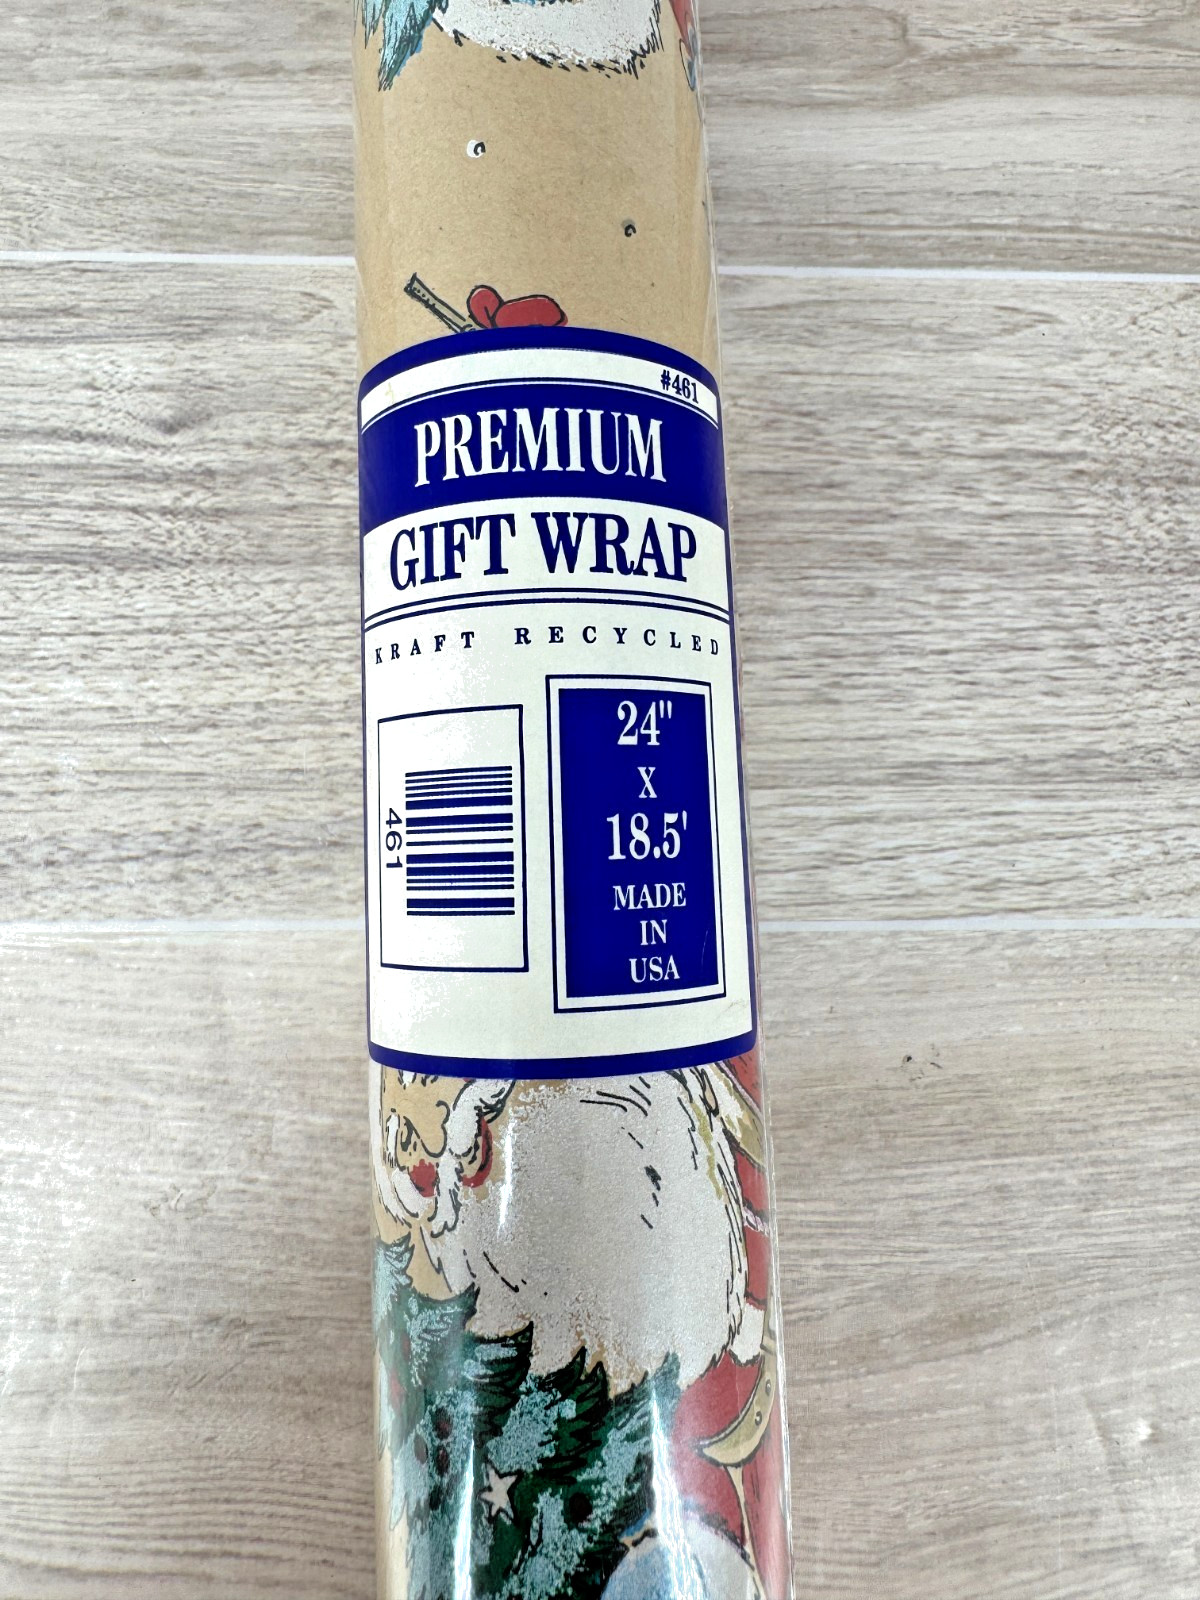 #461
PREMIUM
GIFT WRAP
KRAFT RECYCLED
461
24"
X
18.5'
MADE
IN
USA